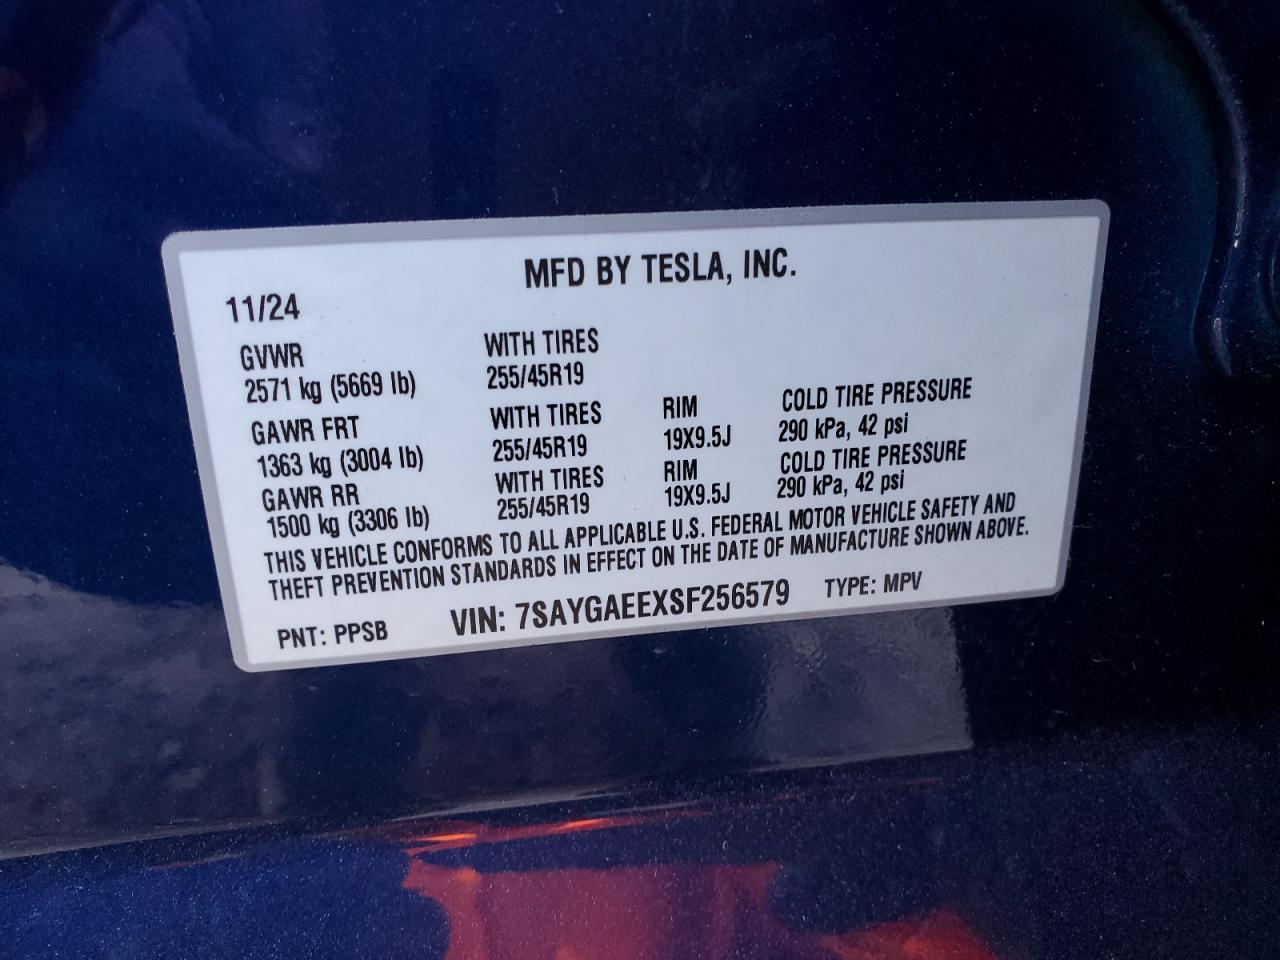 MFD BY TESLA, INC.
11/24
GVWR WITH TIRES
2571 kg (5669 lb) 255/45R19
GAWR FRT WITH TIRES RIM COLD TIRE PRESSURE
1363 kg (3004 lb) 255/45R19 19X9.5J 290 kPa, 42 psi
GAWR RR WITH TIRES RIM COLD TIRE PRESSURE
1500 kg (3306 lb) 255/45R19 19X9.5J 290 kPa, 42 psi
THIS VEHICLE CONFORMS TO ALL APPLICABLE U.S. FEDERAL MOTOR VEHICLE SAFETY AND
THEFT PREVENTION STANDARDS IN EFFECT ON THE DATE OF MANUFACTURE SHOWN ABOVE.
PNT: PPSB VIN: 7SAYGAEEXSF256579 TYPE: MPV